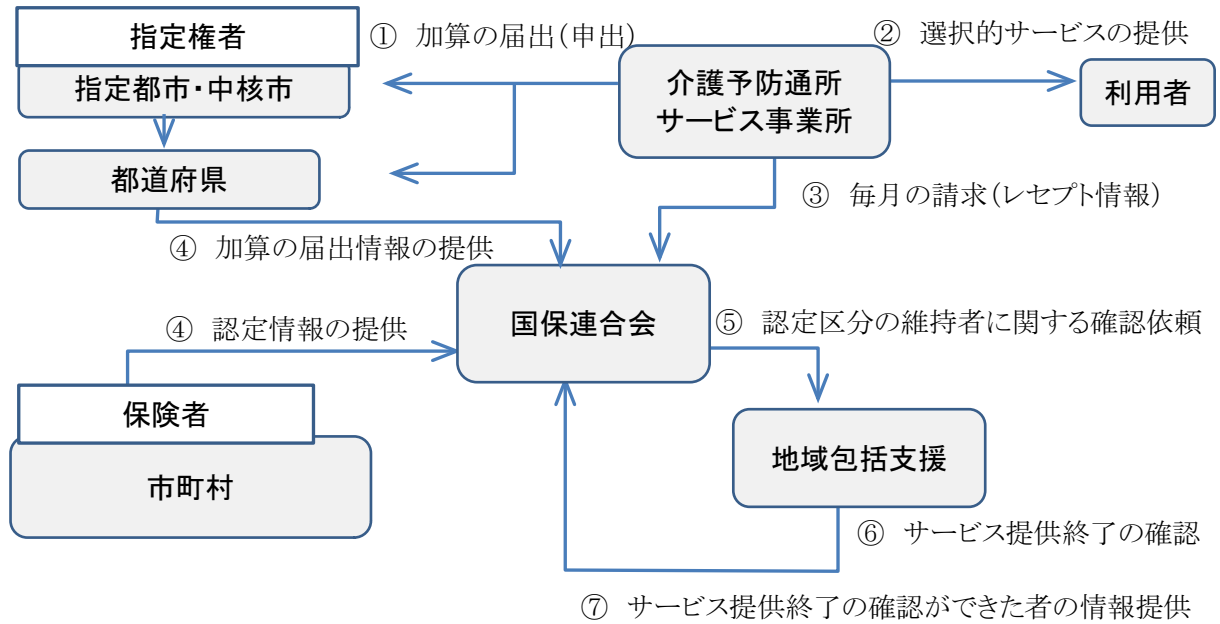 指定権者
① 加算の届出(申出)
② 選択的サービスの提供
指定都市・中核市
介護予防通所
サービス事業所
利用者
都道府県
③ 毎月の請求(レセプト情報)
④ 加算の届出情報の提供
国保連合会
④ 認定情報の提供
⑤ 認定区分の維持者に関する確認依頼
保険者
市町村
地域包括支援
⑥ サービス提供終了の確認
⑦ サービス提供終了の確認ができた者の情報提供